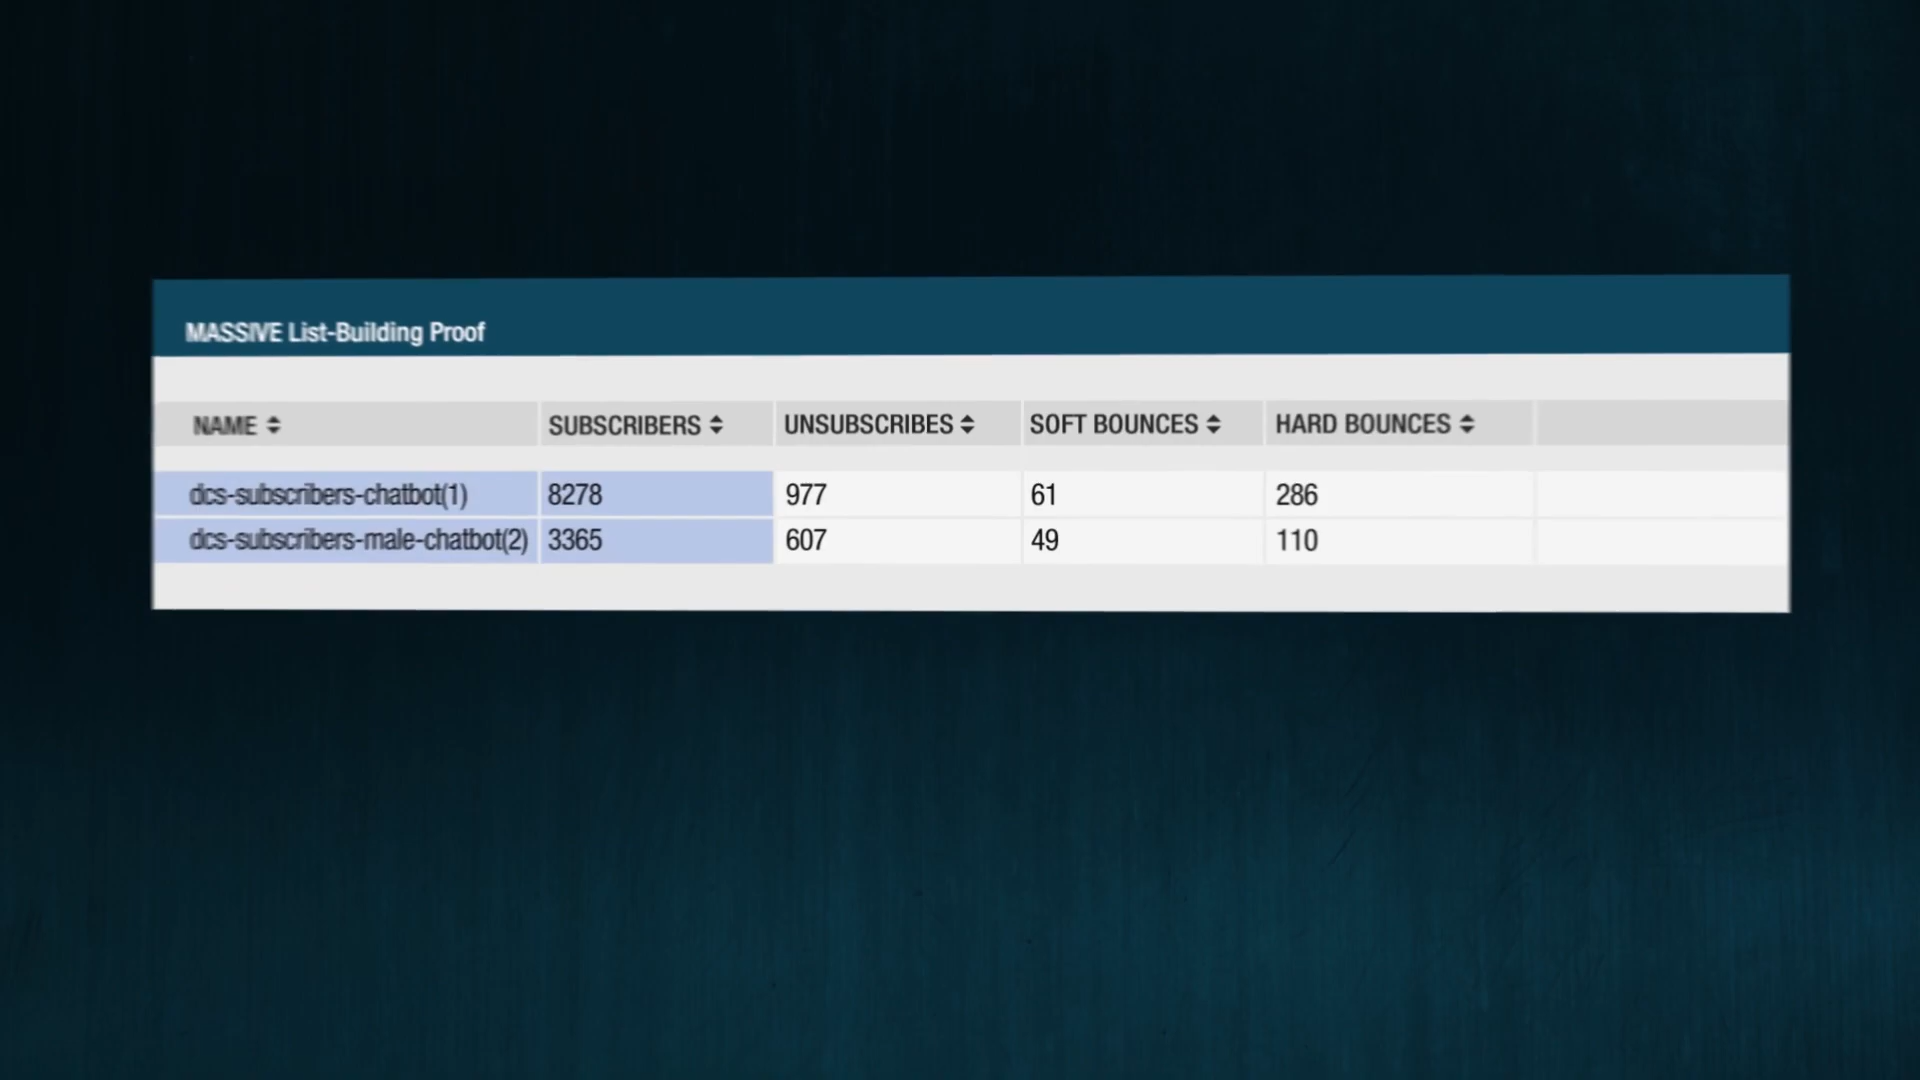 MASSIVE List-Building Proof
NAME SUBSCRIBERS UNSUBSCRIBES SOFT BOUNCES HARD BOUNCES
dcs-subscribers-chatbot(1) 8278 977 61 286
dcs-subscribers-male-chatbot(2) 3365 607 49 110